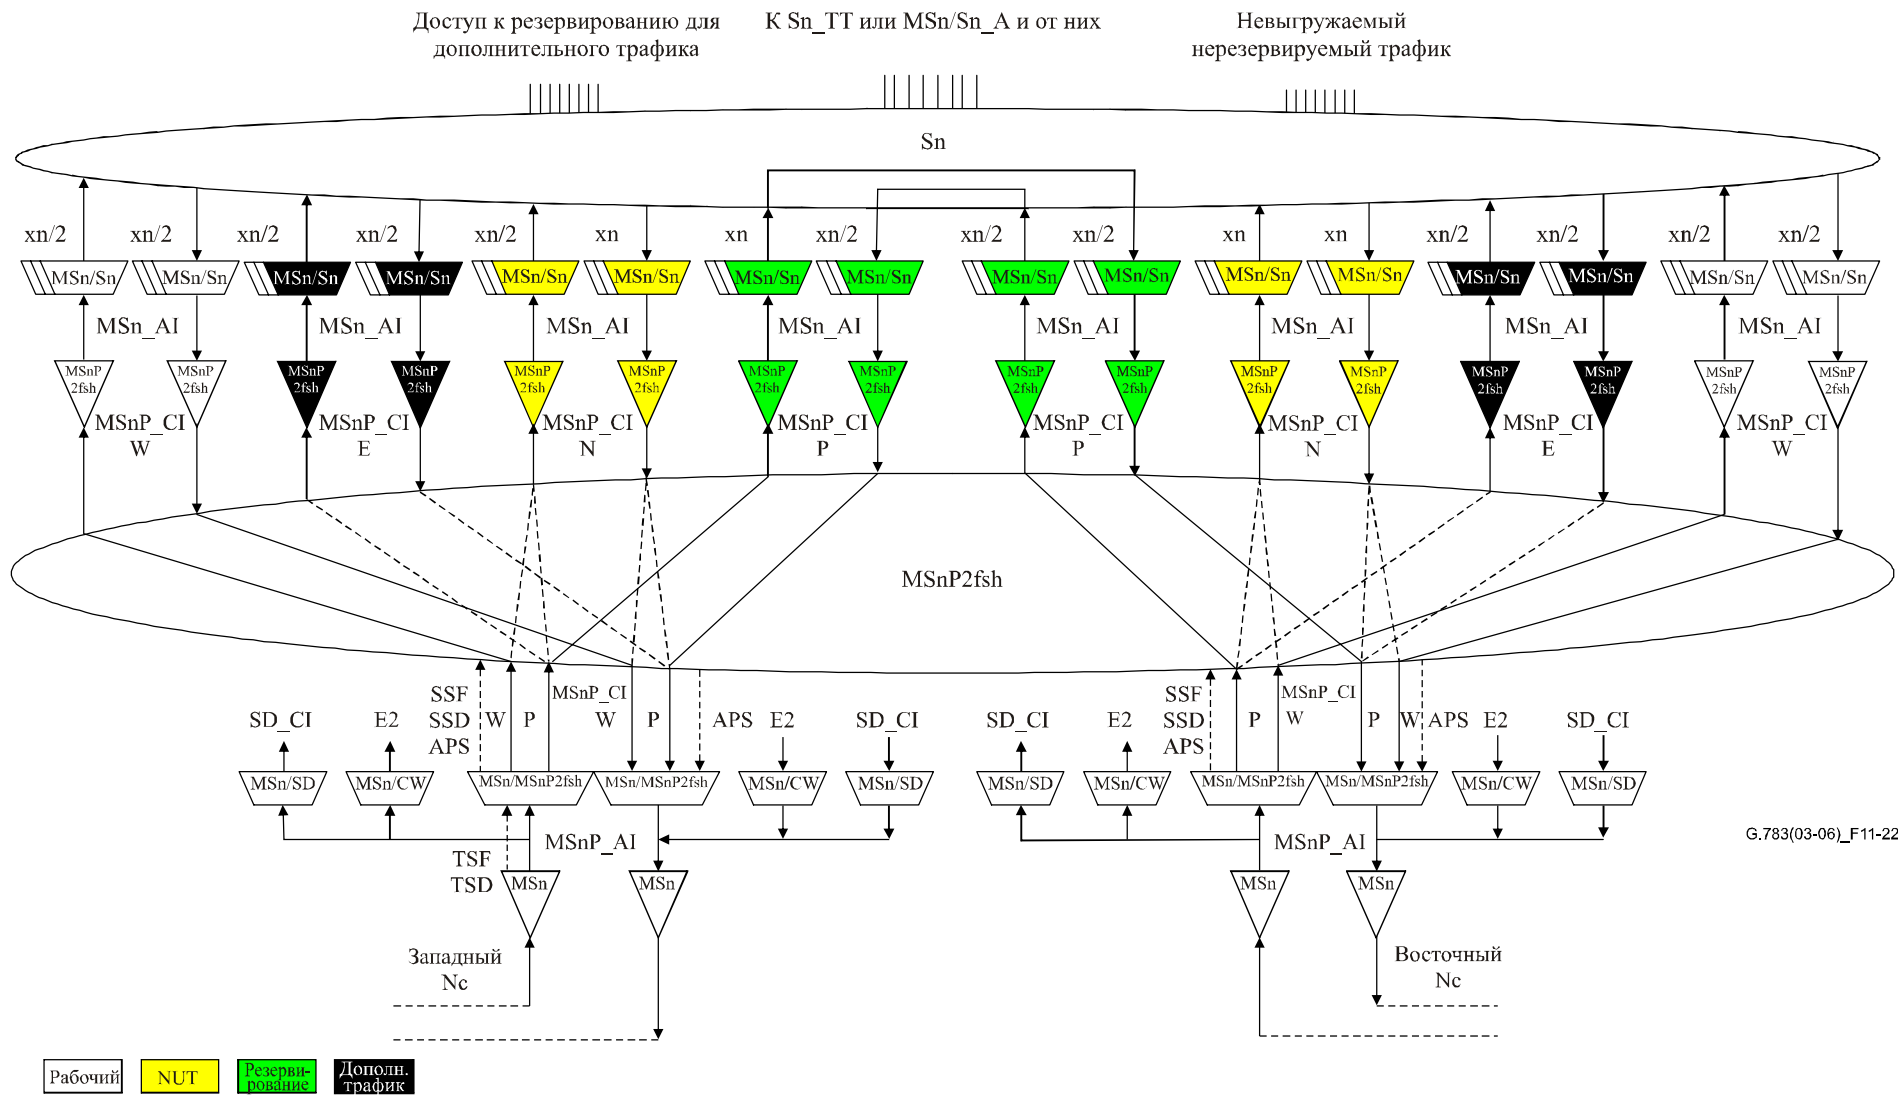 Доступ к резервированию для
дополнительного трафика
К Sn_TT или MSn/Sn_A и от них
Невыгружаемый
нерезервируемый трафик
Sn
xn/2 xn/2 xn/2 xn/2 xn/2 xn xn xn/2 xn/2 xn/2 xn xn xn/2 xn/2 xn/2 xn/2
MSn/Sn MSn/Sn MSn/Sn MSn/Sn MSn/Sn MSn/Sn MSn/Sn MSn/Sn MSn/Sn MSn/Sn MSn/Sn MSn/Sn MSn/Sn MSn/Sn MSn/Sn MSn/Sn
MSn_AI MSn_AI MSn_AI MSn_AI MSn_AI MSn_AI MSn_AI MSn_AI
MSnP MSnP MSnP MSnP MSnP MSnP MSnP MSnP MSnP MSnP MSnP MSnP MSnP MSnP MSnP MSnP
2fsh 2fsh 2fsh 2fsh 2fsh 2fsh 2fsh 2fsh 2fsh 2fsh 2fsh 2fsh 2fsh 2fsh 2fsh 2fsh
MSnP_CI MSnP_CI MSnP_CI MSnP_CI MSnP_CI MSnP_CI MSnP_CI MSnP_CI
W E N P P N E W
MSnP2fsh
SSF MSnP_CI SSF MSnP_CI
SD_CI E2 SSD W P W P APS E2 SD_CI SD_CI E2 SSD P W P W APS E2 SD_CI
APS APS
MSn/SD MSn/CW MSn/MSnP2fsh MSn/MSnP2fsh MSn/CW MSn/SD MSn/SD MSn/CW MSn/MSnP2fsh MSn/MSnP2fsh MSn/CW MSn/SD
MSnP_AI MSnP_AI G.783(03-06)_F11-22
TSF
TSD MSn MSn MSn MSn
Западный
Nc
Восточный
Nc
Рабочий
NUT
Резерви-
рование
Дополн.
трафик